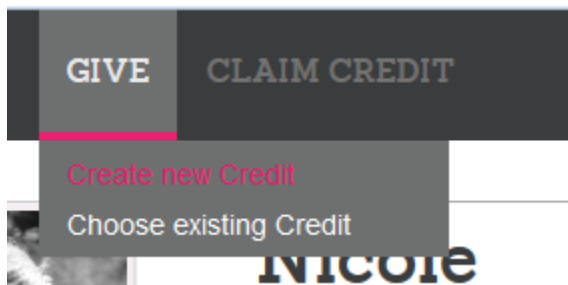 GIVE CLAIM CREDIT
Create new Credit
Choose existing Credit
Nicole